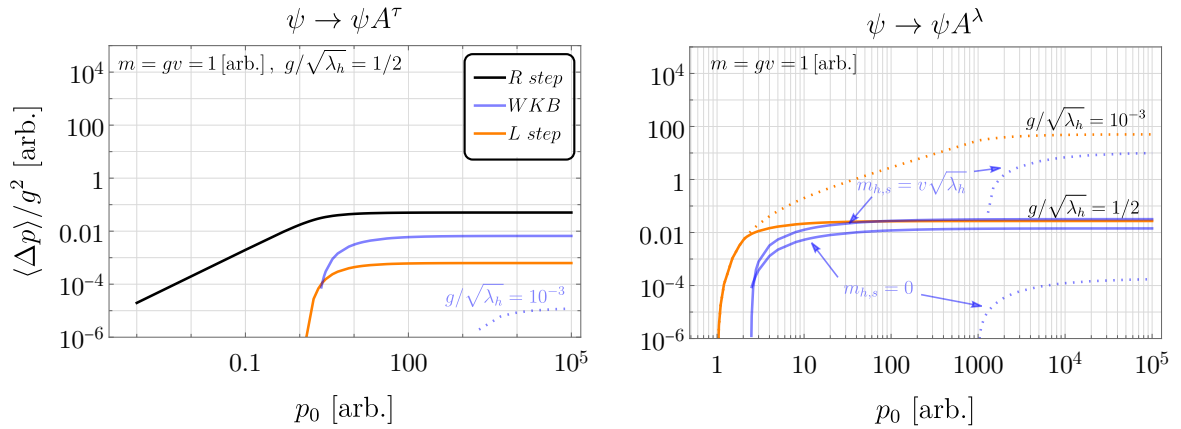 ψ → ψA^τ
m = gv = 1 [arb.] , g/√λ_h = 1/2
R step
WKB
L step
g/√λ_h = 10^−3
10^4
100
1
0.01
10^−4
10^−6
0.1
100
10^5
⟨Δp⟩/g^2 [arb.]
p_0 [arb.]
ψ → ψA^λ
m = gv = 1 [arb.]
g/√λ_h = 10^−3
m_{h,s} = v√λ_h
g/√λ_h = 1/2
m_{h,s} = 0
10^4
100
1
0.01
10^−4
10^−6
1
10
100
1000
10^4
10^5
p_0 [arb.]